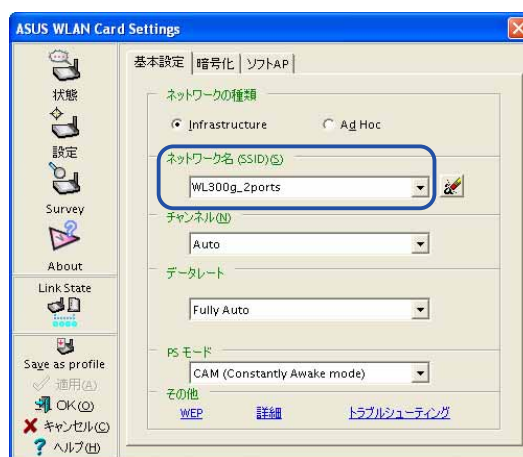 ASUS WLAN Card Settings
状態
設定
Survey
About
Link State
Save as profile
適用(A)
OK(O)
キャンセル(C)
ヘルプ(H)
基本設定 暗号化 ソフトAP
ネットワークの種類
Infrastructure Ad Hoc
ネットワーク名 (SSID)(S)
WL300g_2ports
チャンネル(N)
Auto
データレート
Fully Auto
PS モード
CAM (Constantly Awake mode)
その他
WEP 詳細 トラブルシューティング